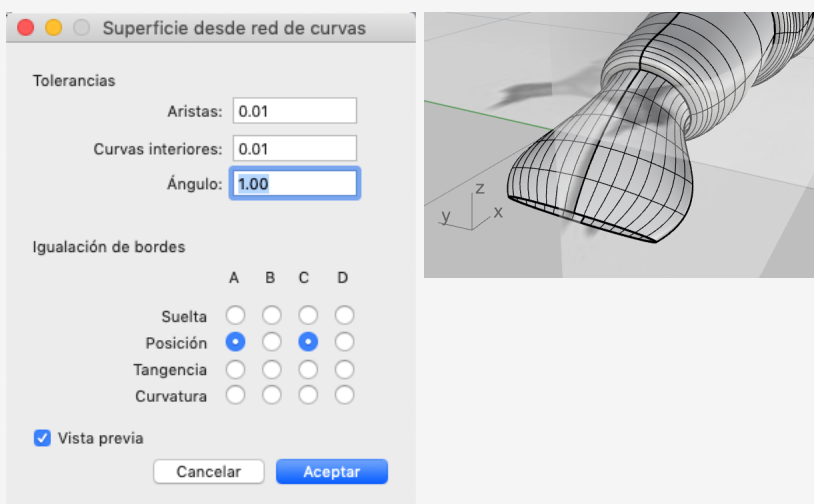 Superficie desde red de curvas
Tolerancias
Aristas: 0.01
Curvas interiores: 0.01
Ángulo: 1.00
Igualación de bordes
A B C D
Suelta
Posición
Tangencia
Curvatura
Vista previa
Cancelar Aceptar
z
y x